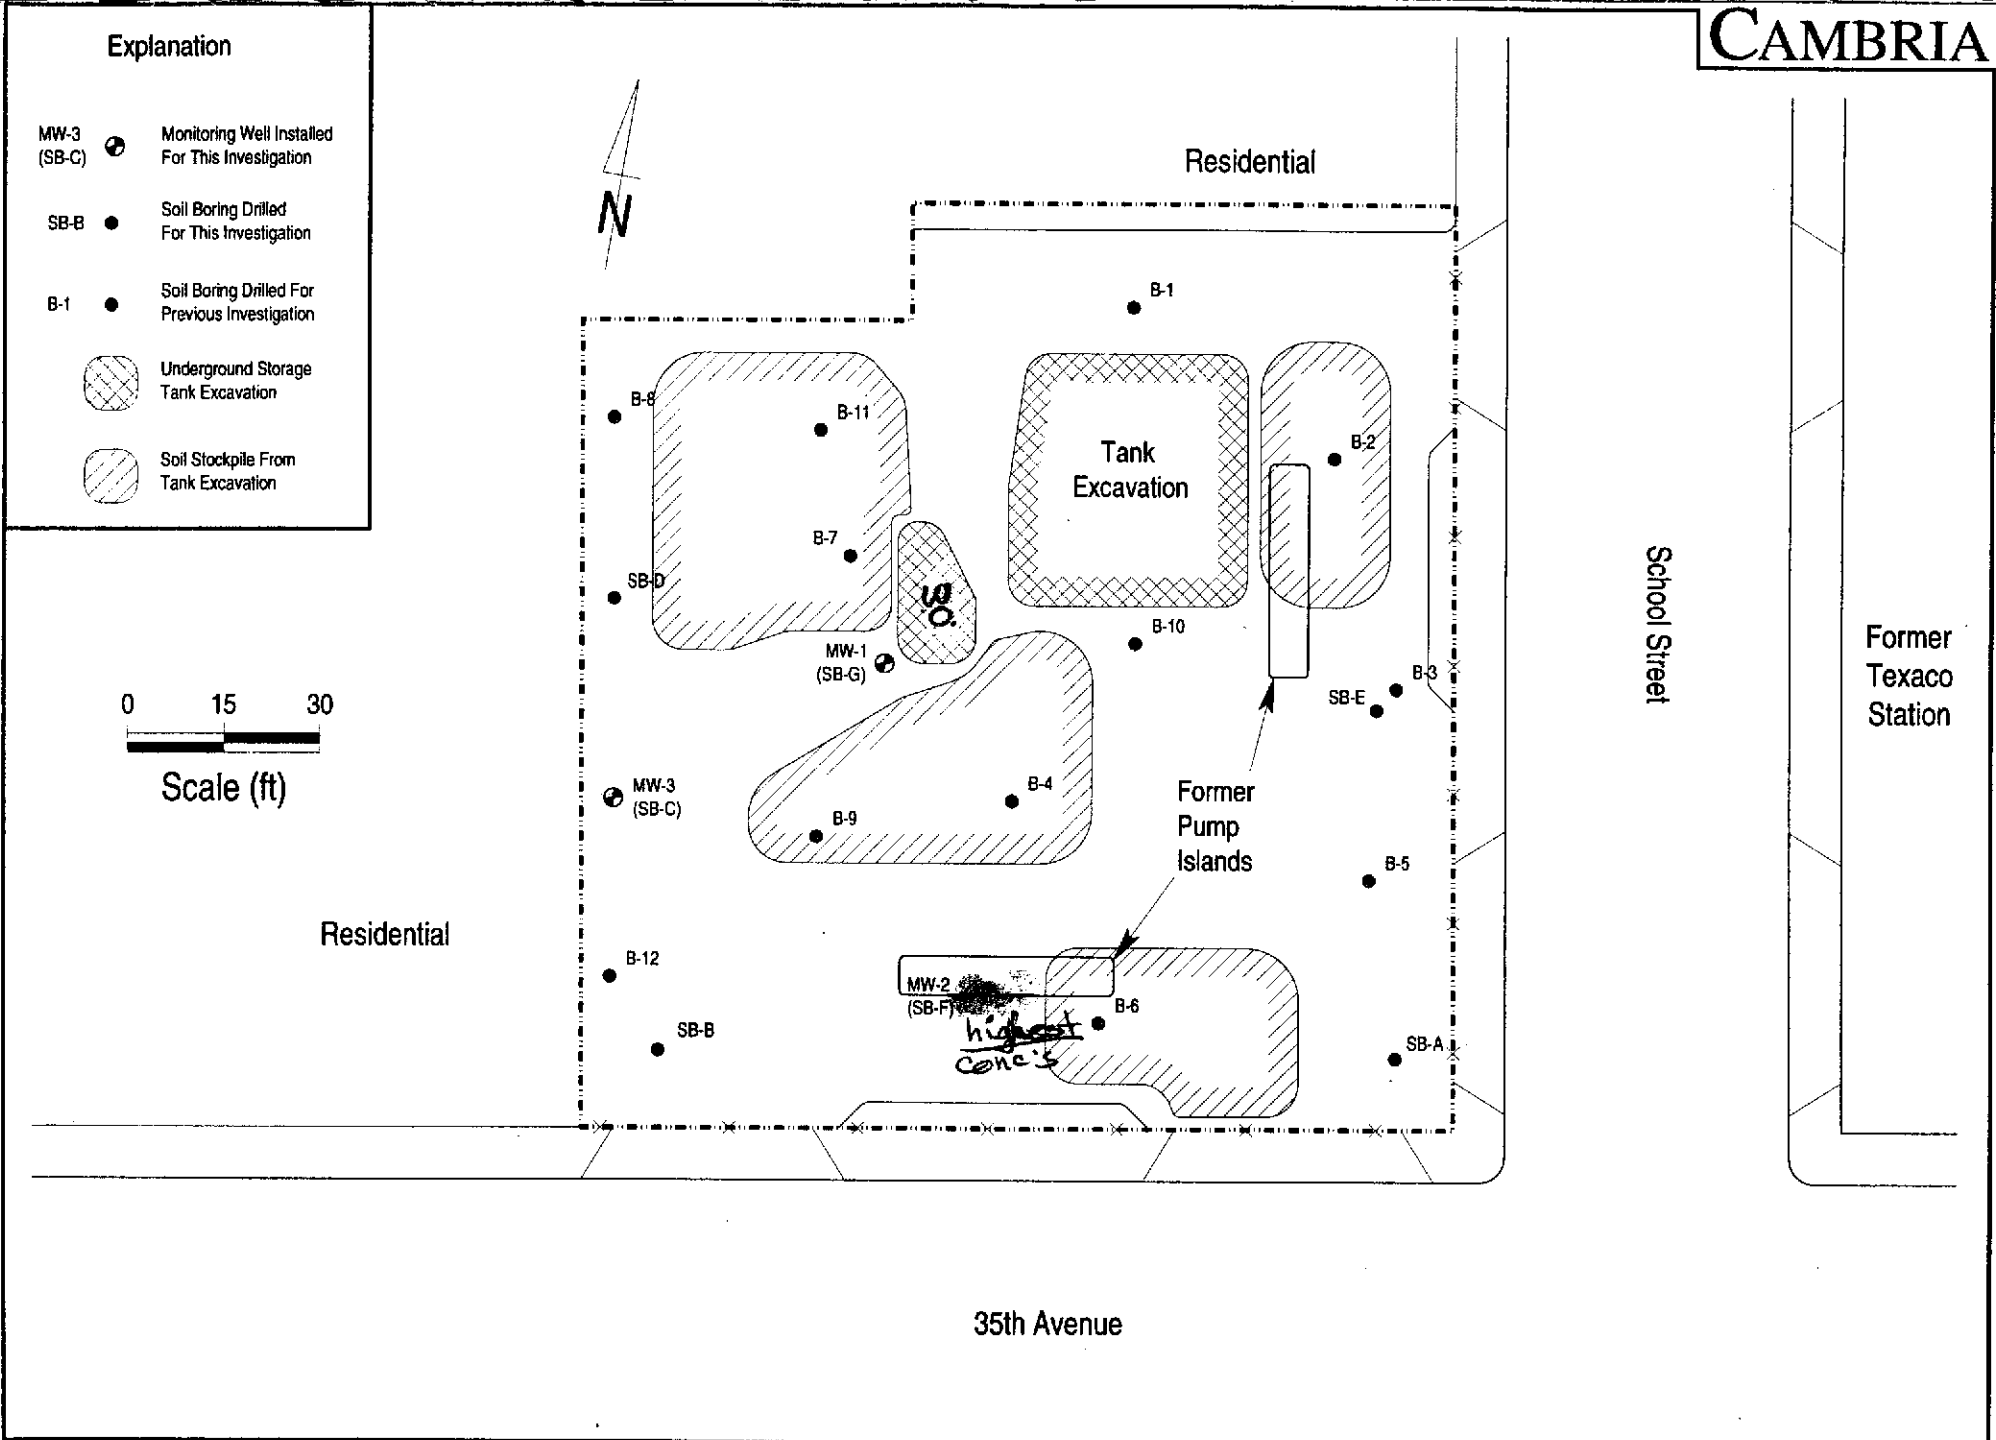 CAMBRIA
Explanation
MW-3
(SB-C)
Monitoring Well Installed
For This Investigation
SB-B
Soil Boring Drilled
For This Investigation
B-1
Soil Boring Drilled For
Previous Investigation
Underground Storage
Tank Excavation
Soil Stockpile From
Tank Excavation
N
Residential
B-1
B-8
B-11
Tank
Excavation
B-2
B-7
SB-D
B-10
MW-1
(SB-G)
B-3
SB-E
School Street
Former
Texaco
Station
0 15 30
Scale (ft)
MW-3
(SB-C)
B-4
B-9
Former
Pump
Islands
B-5
Residential
B-12
MW-2
(SB-F)
B-6
highest
conc's
SB-B
SB-A
35th Avenue